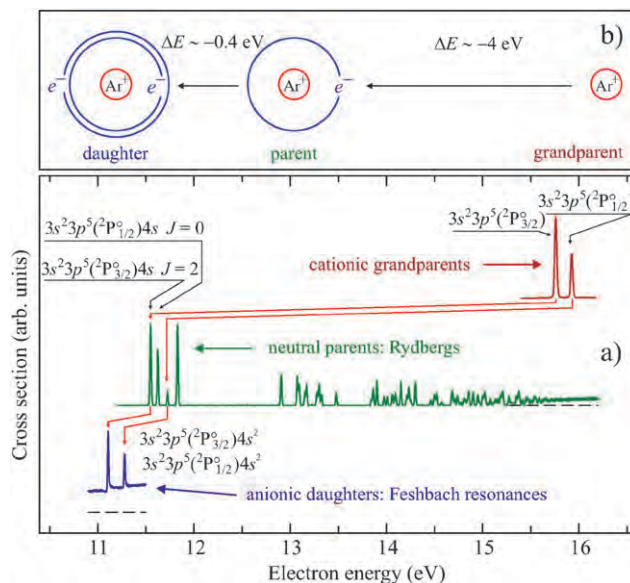 b)
ΔE ~ −0.4 eV
ΔE ~ −4 eV
e⁻ Ar⁺ e⁻
Ar⁺ e⁻
Ar⁺
daughter
parent
grandparent
3s²3p⁵(²P°₁/₂)4s J = 0
3s²3p⁵(²P°₃/₂)4s J = 2
3s²3p⁵(²P°₁/₂)
3s²3p⁵(²P°₃/₂)
cationic grandparents
neutral parents: Rydbergs
a)
3s²3p⁵(²P°₃/₂)4s²
3s²3p⁵(²P°₁/₂)4s²
anionic daughters: Feshbach resonances
Cross section (arb. units)
11 12 13 14 15 16
Electron energy (eV)